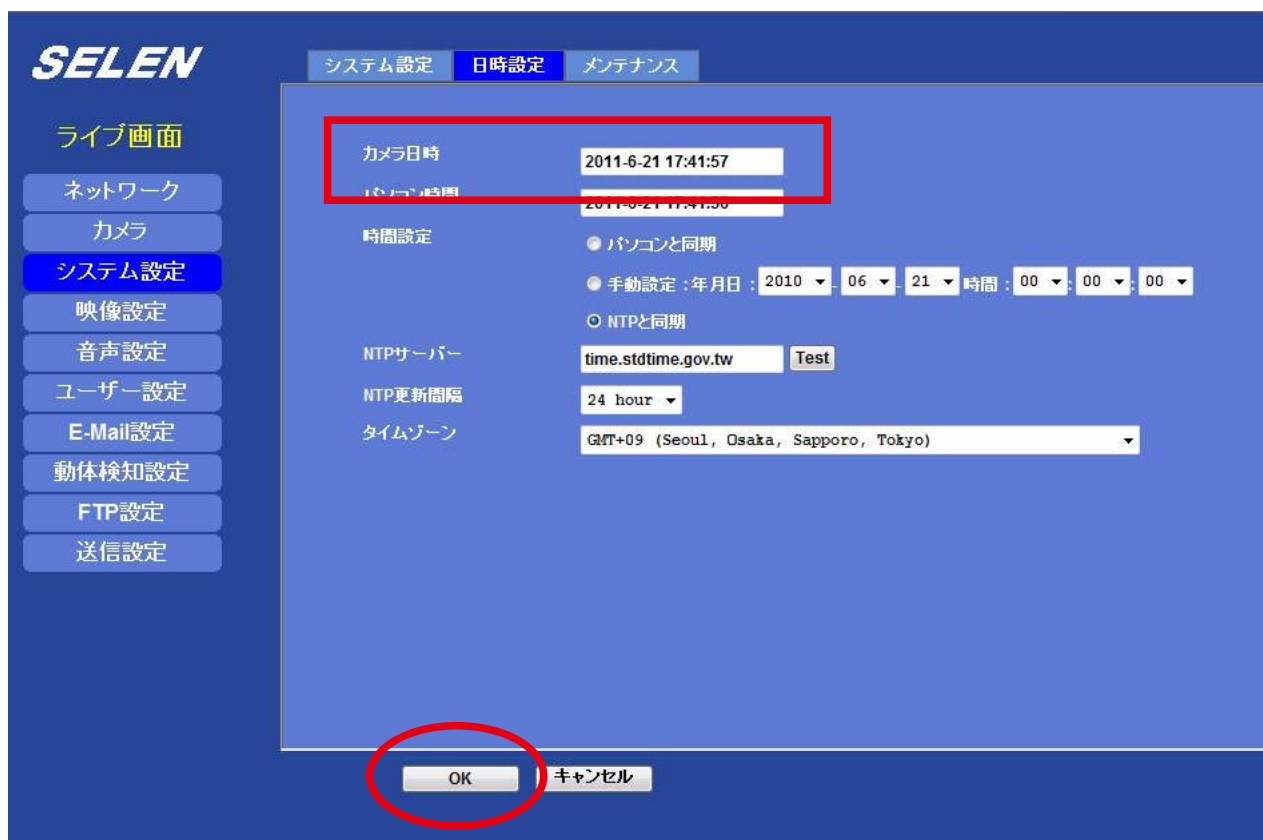 SELEN
システム設定 日時設定 メンテナンス
ライブ画面
ネットワーク
カメラ
システム設定
映像設定
音声設定
ユーザー設定
E-Mail設定
動体検知設定
FTP設定
送信設定
カメラ日時 2011-6-21 17:41:57
パソコン時間
時間設定 パソコンと同期
手動設定:年月日: 2010 - 06 - 21 時間: 00 : 00 : 00
NTPと同期
NTPサーバー time.stdtime.gov.tw Test
NTP更新間隔 24 hour
タイムゾーン GMT+09 (Seoul, Osaka, Sapporo, Tokyo)
OK キャンセル